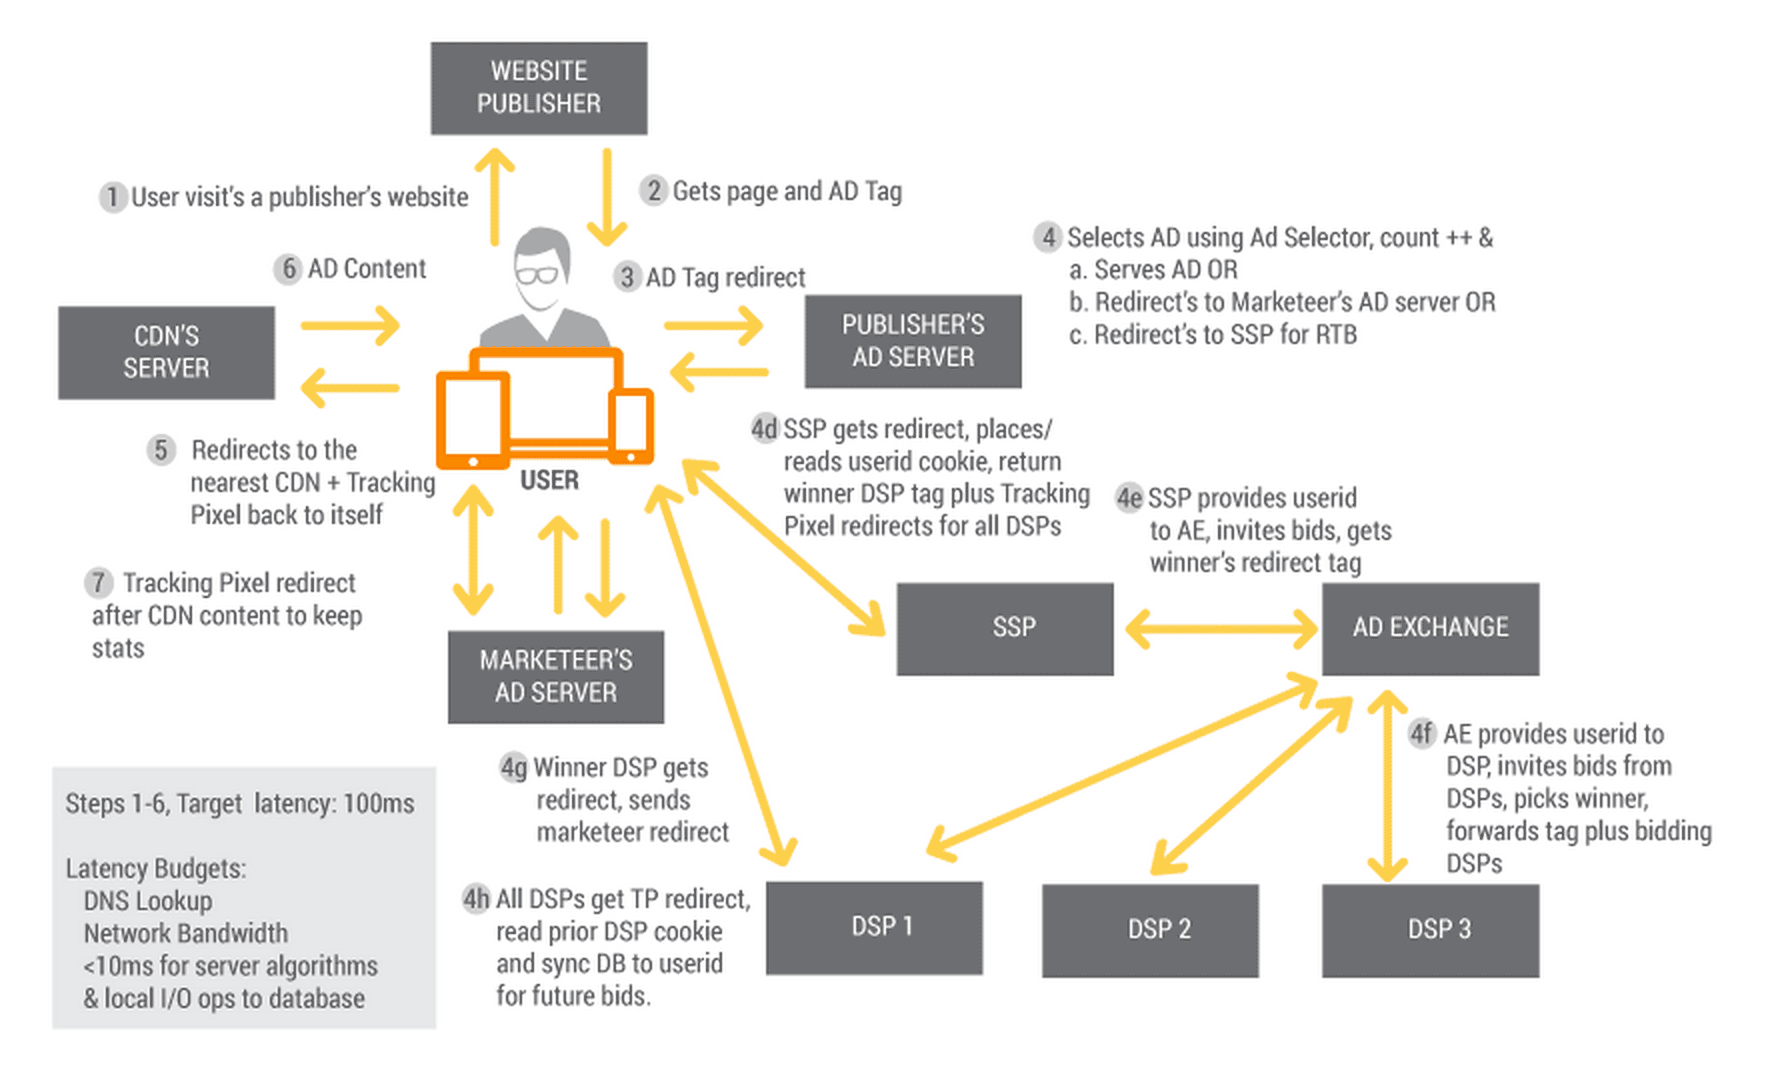 WEBSITE
PUBLISHER
1 User visit's a publisher's website
2 Gets page and AD Tag
6 AD Content
3 AD Tag redirect
4 Selects AD using Ad Selector, count ++ &
a. Serves AD OR
b. Redirect's to Marketeer's AD server OR
c. Redirect's to SSP for RTB
CDN'S
SERVER
PUBLISHER'S
AD SERVER
5 Redirects to the
nearest CDN + Tracking
Pixel back to itself
USER
4d SSP gets redirect, places/
reads userid cookie, return
winner DSP tag plus Tracking
Pixel redirects for all DSPs
4e SSP provides userid
to AE, invites bids, gets
winner's redirect tag
7 Tracking Pixel redirect
after CDN content to keep
stats
MARKETEER'S
AD SERVER
SSP
AD EXCHANGE
4g Winner DSP gets
redirect, sends
marketeer redirect
4f AE provides userid to
DSP, invites bids from
DSPs, picks winner,
forwards tag plus bidding
DSPs
Steps 1-6, Target latency: 100ms
Latency Budgets:
DNS Lookup
Network Bandwidth
<10ms for server algorithms
& local I/O ops to database
4h All DSPs get TP redirect,
read prior DSP cookie
and sync DB to userid
for future bids.
DSP 1
DSP 2
DSP 3